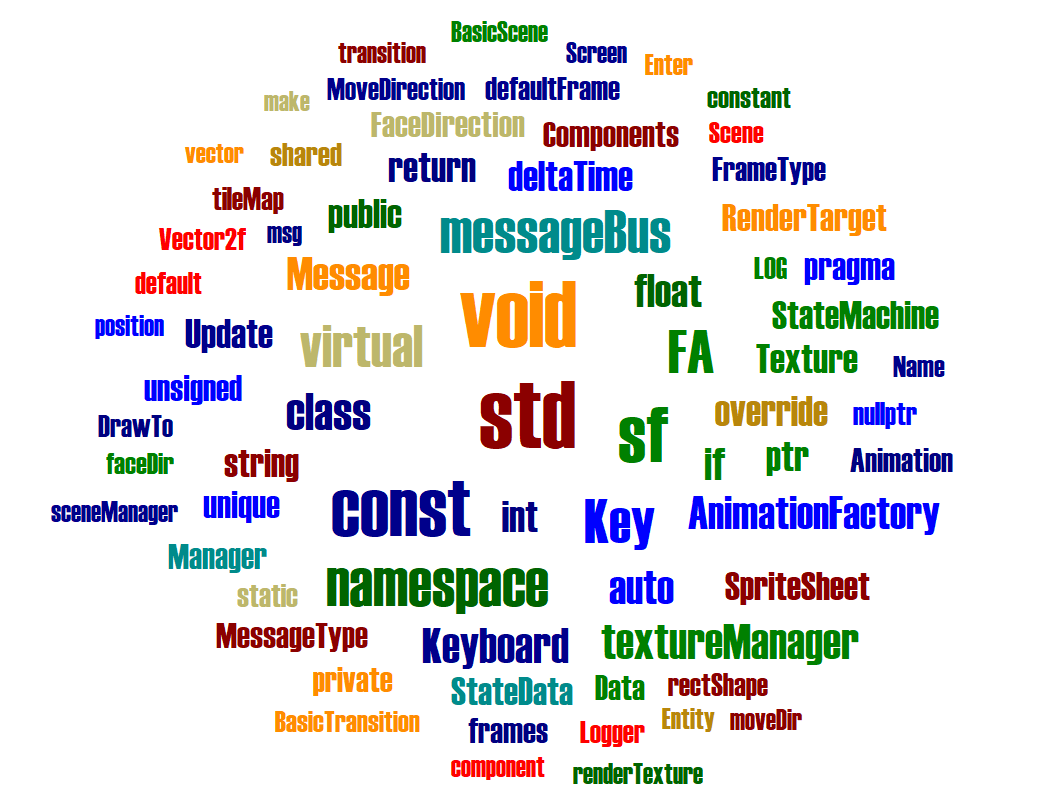 BasicScene
transition
Screen
Enter
MoveDirection
defaultFrame
make
constant
FaceDirection
Components
Scene
vector
shared
return
deltaTime
FrameType
tileMap
public
messageBus
RenderTarget
Vector2f
msg
Message
LOG
pragma
default
void
float
StateMachine
position
Update
virtual
FA
Texture
Name
unsigned
class
std
sf
override
nullptr
DrawTo
faceDir
string
if
ptr
Animation
sceneManager
unique
const
int
Key
AnimationFactory
Manager
static
namespace
auto
SpriteSheet
MessageType
Keyboard
textureManager
private
StateData
Data
rectShape
BasicTransition
frames
Logger
Entity
moveDir
component
renderTexture